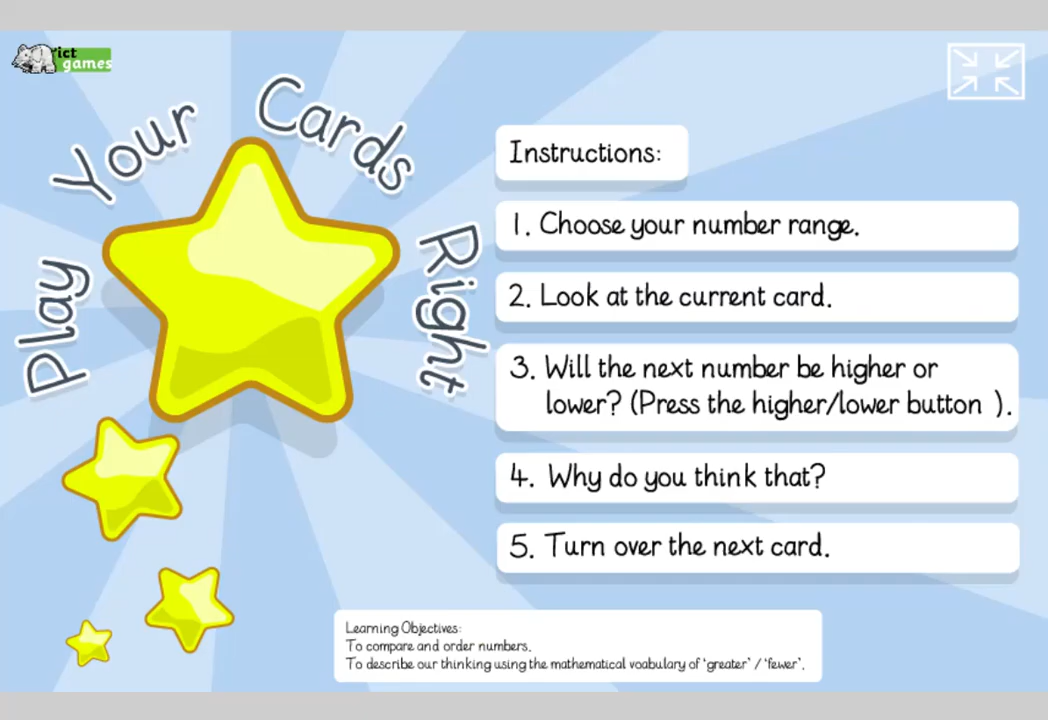 ict
games
Play Your Cards Right
Instructions:
1. Choose your number range.
2. Look at the current card.
3. Will the next number be higher or
lower? (Press the higher/lower button ).
4. Why do you think that?
5. Turn over the next card.
Learning Objectives:
To compare and order numbers.
To describe our thinking using the mathematical voabulary of 'greater' / 'fewer'.